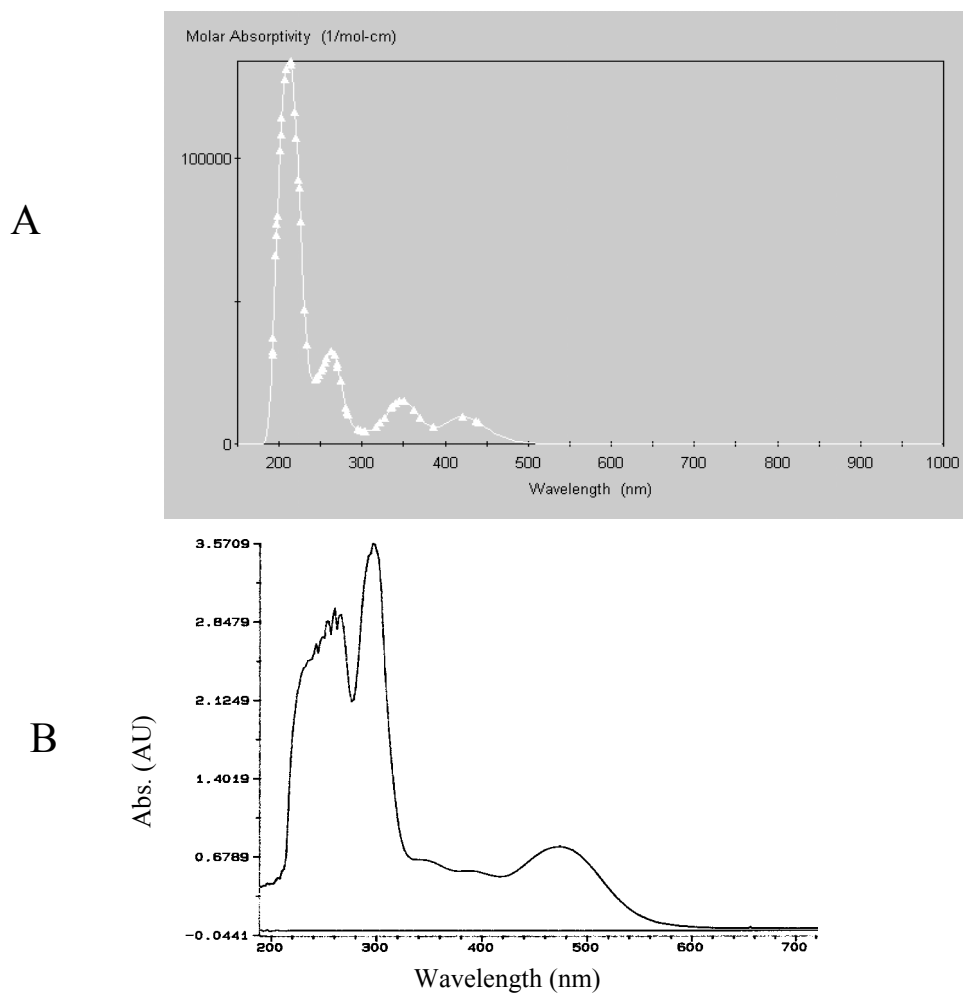 A
Molar Absorptivity (1/mol-cm)
100000
0
200 300 400 500 600 700 800 900 1000
Wavelength (nm)
B
Abs. (AU)
3.5709
2.8479
2.1249
1.4019
0.6789
-0.0441
200 300 400 500 600 700
Wavelength (nm)